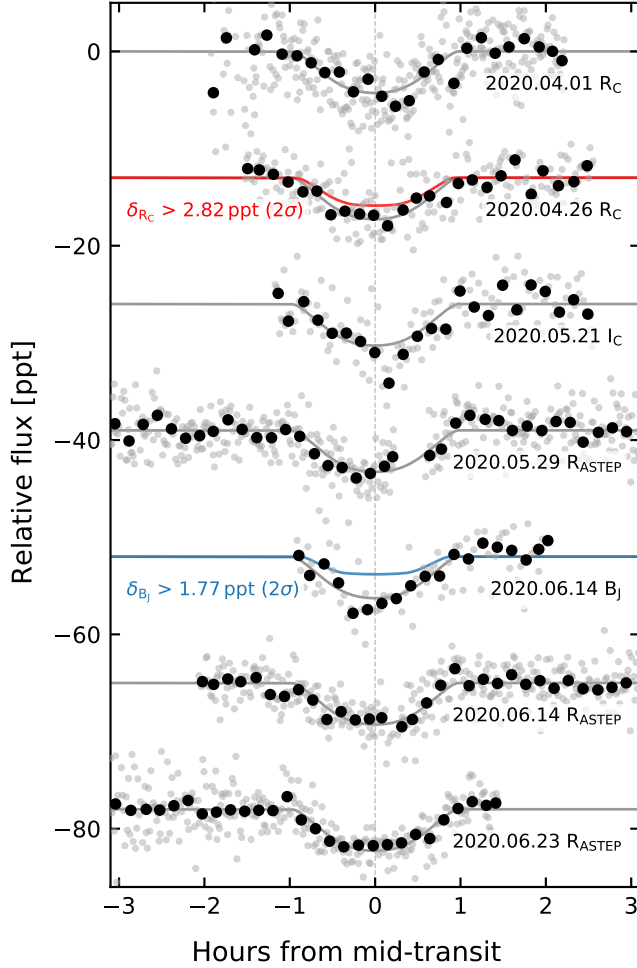 0
2020.04.01 R_C
δ_{R_C} > 2.82 ppt (2σ)
2020.04.26 R_C
−20
2020.05.21 I_C
−40
2020.05.29 R_ASTEP
δ_{B_J} > 1.77 ppt (2σ)
2020.06.14 B_J
−60
2020.06.14 R_ASTEP
−80
2020.06.23 R_ASTEP
Relative flux [ppt]
−3 −2 −1 0 1 2 3
Hours from mid-transit